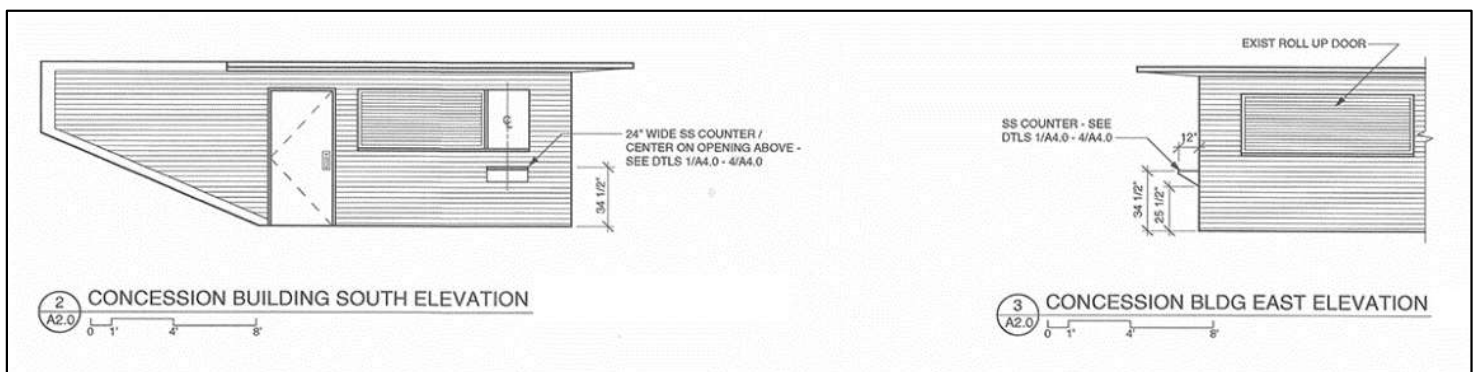 24" WIDE SS COUNTER /
CENTER ON OPENING ABOVE -
SEE DTLS 1/A4.0 - 4/A4.0
34 1/2"
2
A2.0
CONCESSION BUILDING SOUTH ELEVATION
0 1' 4' 8'
EXIST ROLL UP DOOR
SS COUNTER - SEE
DTLS 1/A4.0 - 4/A4.0
12"
34 1/2"
25 1/2"
3
A2.0
CONCESSION BLDG EAST ELEVATION
0 1' 4' 8'